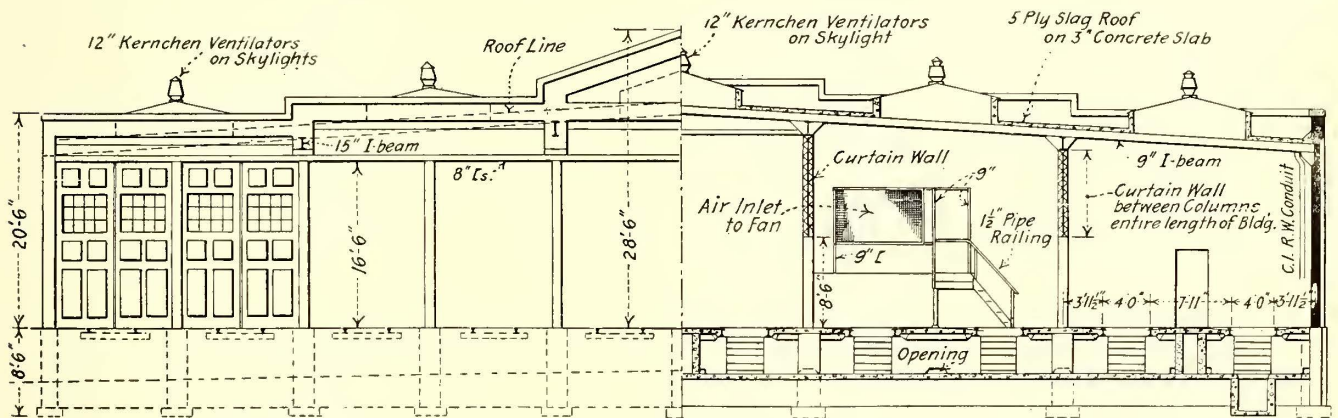 12" Kernchen Ventilators
on Skylights
Roof Line
12" Kernchen Ventilators
on Skylight
5 Ply Slag Roof
on 3" Concrete Slab
15" I-beam
8" [s.
20'-6"
16'-6"
28'-6"
8'-6"
Curtain Wall
9"
Air Inlet
to Fan
1½" Pipe
Railing
9" [
8'-6"
9" I-beam
Curtain Wall
between Columns
entire length of Bldg.
C.I. R.W. Conduit
3'-11½" 4'-0" 7'-11" 4'-0" 3'-11½"
Opening